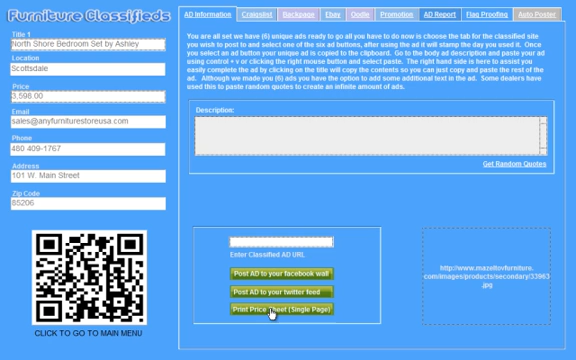 Furniture Classifieds
AD Information
Craigslist
Backpage
Ebay
Oodle
Promotion
AD Report
Flag Proofing
Auto Poster
Title 1
North Shore Bedroom Set by Ashley
Location
Scottsdale
Price
3,598.00
Email
sales@anyfurniturestoreusa.com
Phone
480 409-1767
Address
101 W. Main Street
Zip Code
85206
CLICK TO GO TO MAIN MENU
You are all set we have (6) unique ads ready to go all you have to do now is choose the tab for the classified site
you wish to post to and select one of the six ad buttons, after using the ad it will stamp the day you used it. Once
you select an ad button your unique ad is copied to the clipboard. Go to the body ad description and paste your ad
using control + v or clicking the right mouse button and select paste. The right hand side is here to assist you
easily complete the ad by clicking on the title will copy the contents so you can just copy and paste the rest of the
ad. Although we made you (6) ads you have the option to add some additional text in the ad. Some dealers have
used this to paste random quotes to create an infinite amount of ads.
Description:
Get Random Quotes
Enter Classified AD URL
Post AD to your facebook wall
Post AD to your twitter feed
Print Price Sheet (Single Page)
http://www.mazeltovfurniture.
com/images/products/secondary/33963
.jpg